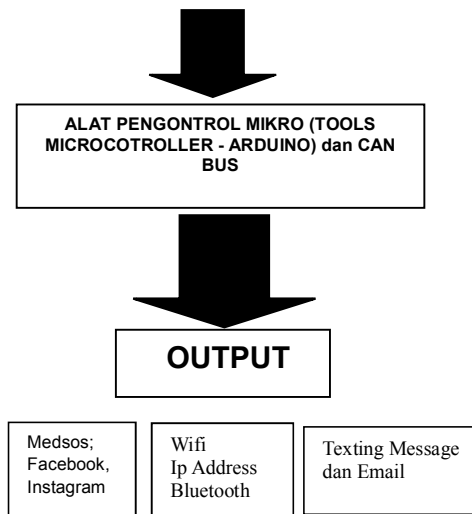 ALAT PENGONTROL MIKRO (TOOLS
MICROCOTROLLER - ARDUINO) dan CAN
BUS
OUTPUT
Medsos;
Facebook,
Instagram
Wifi
Ip Address
Bluetooth
Texting Message
dan Email